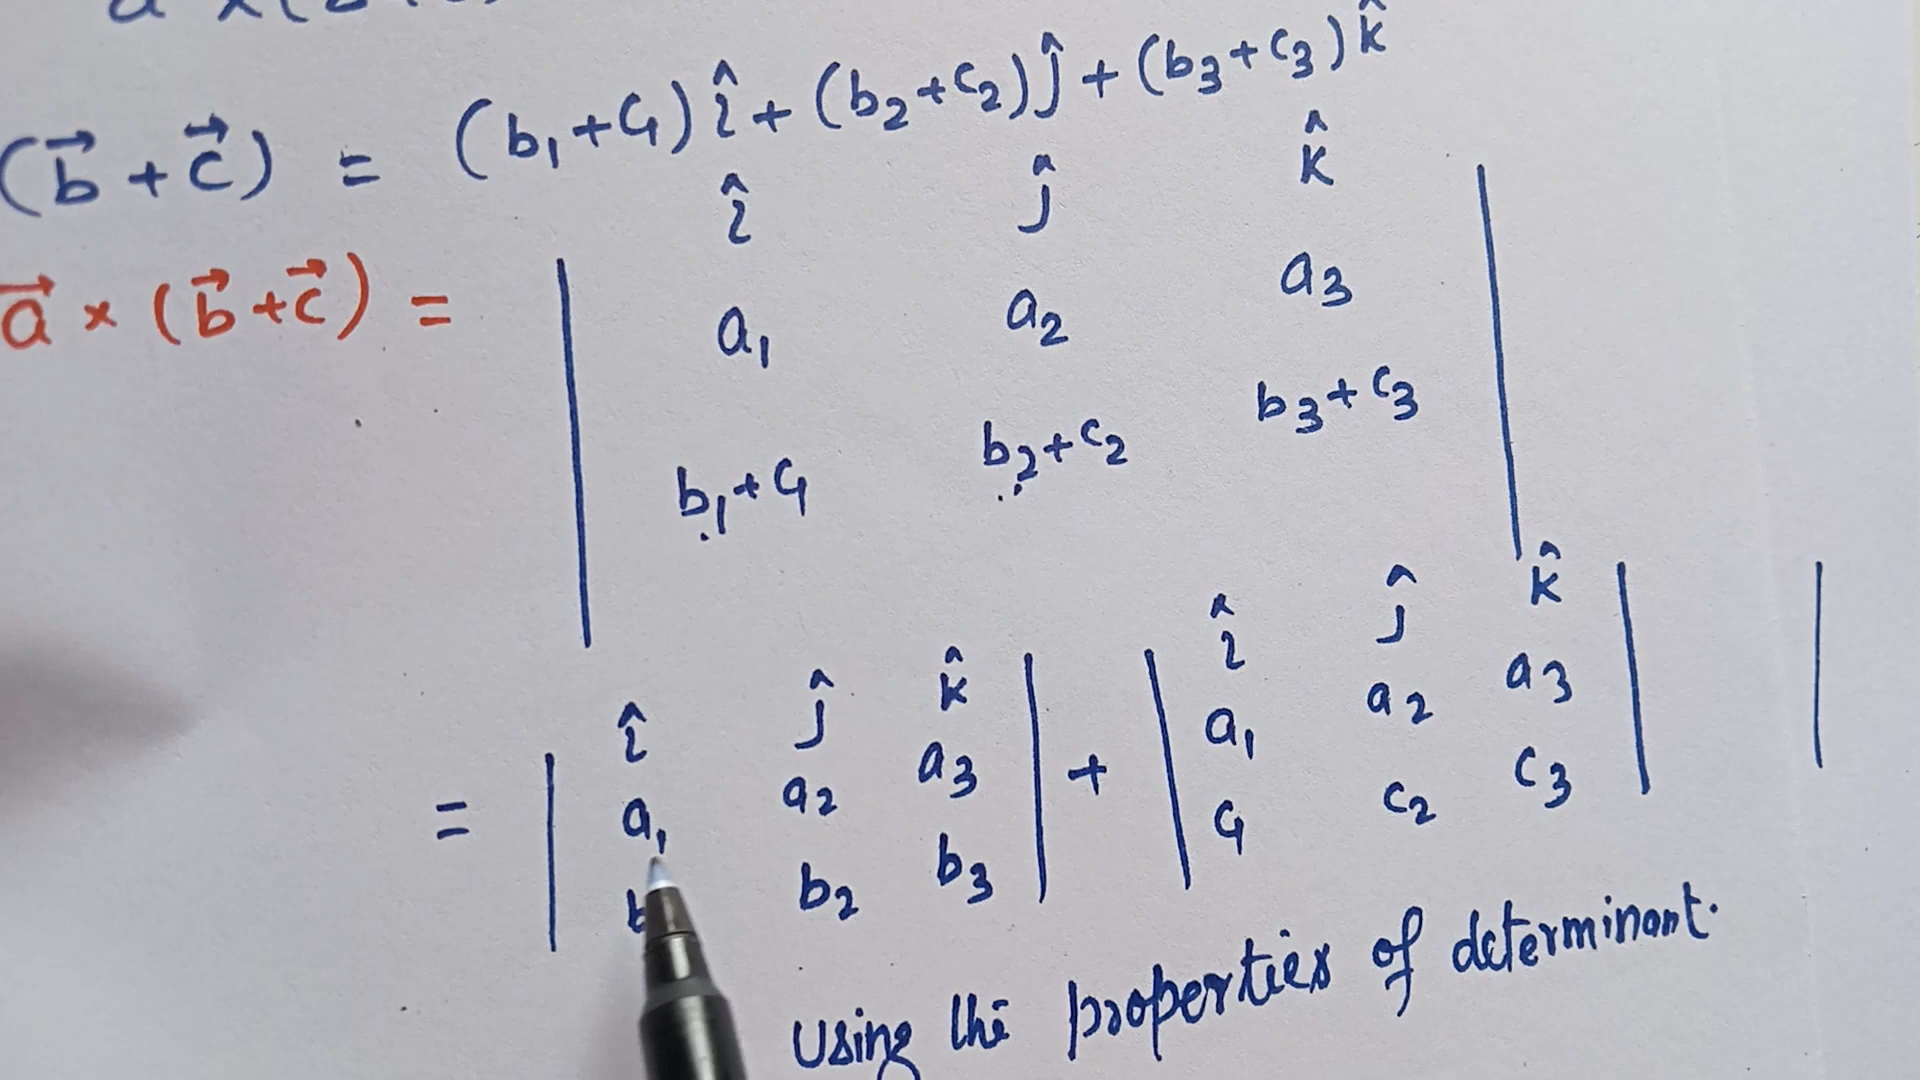 (b⃗ + c⃗) = (b₁+c₁) î + (b₂+c₂) ĵ + (b₃+c₃) k̂
î ĵ k̂
a⃗ × (b⃗ + c⃗) = | a₁ a₂ a₃ |
b₁+c₁ b₂+c₂ b₃+c₃
î ĵ k̂ | î ĵ k̂
= | a₁ a₂ a₃ | + | a₁ a₂ a₃ |
b₂ b₃ | c₁ c₂ c₃
using the properties of determinant.